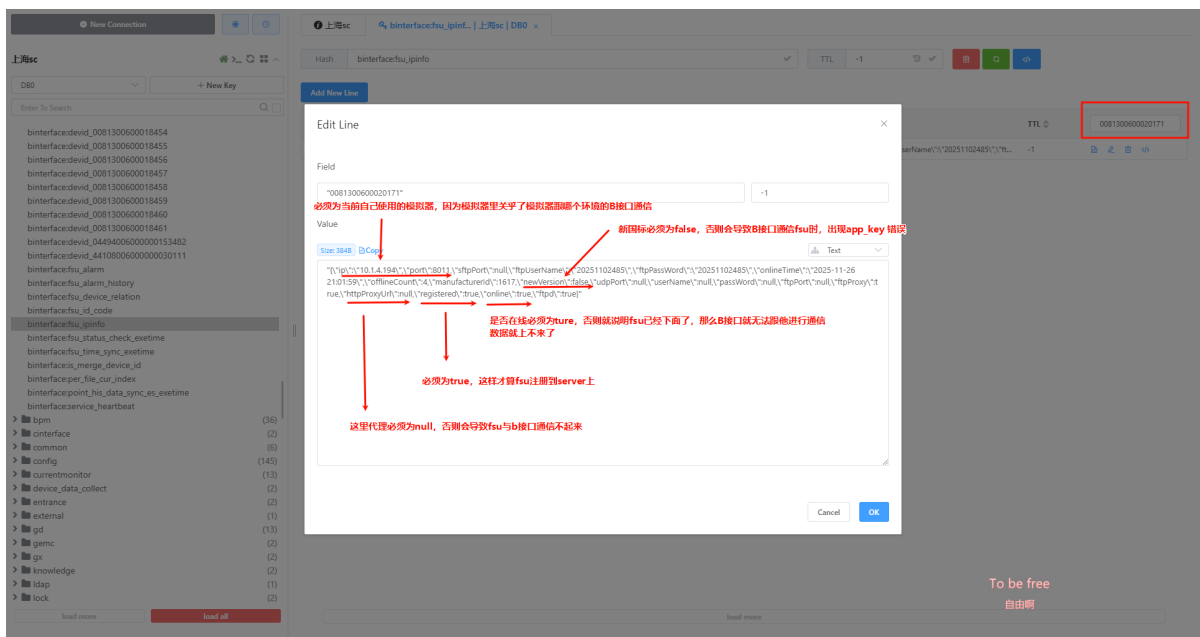 New Connection
上海sc
DB0
+ New Key
Enter To Search
binterface:devid_0081300600018454
binterface:devid_0081300600018455
binterface:devid_0081300600018456
binterface:devid_0081300600018457
binterface:devid_0081300600018458
binterface:devid_0081300600018459
binterface:devid_0081300600018460
binterface:devid_0081300600018461
binterface:devid_04494006000000153482
binterface:devid_44108006000000030111
binterface:fsu_alarm
binterface:fsu_alarm_history
binterface:fsu_device_relation
binterface:fsu_id_code
binterface:fsu_ipinfo
binterface:fsu_status_check_exetime
binterface:fsu_time_sync_exetime
binterface:is_merge_device_id
binterface:per_file_cur_index
binterface:point_his_data_sync_es_exetime
binterface:service_heartbeat
bpm (36)
cinterface (2)
common (6)
config (145)
currentmonitor (13)
device_data_collect (2)
entrance (2)
external (1)
gd (13)
gemc (2)
gx (2)
knowledge (2)
ldap (1)
lock (2)
load more
load all
上海sc
binterface:fsu_ipinf... | 上海sc | DB0 ×
Hash binterface:fsu_ipinfo
TTL -1
Add New Line
TTL
0081300600020171
serName\":\"20251102485\",\"ft... -1
Edit Line
Field
"0081300600020171"
-1
必须为当前自己使用的模拟器，因为模拟器里关乎了模拟器跟哪个环境的B接口通信
Value
新国标必须为false，否则会导致B接口通信fsu时，出现app_key 错误
Size: 384B Copy
Text
"{\"ip\":\"10.1.4.194\",\"port\":8011,\"sftpPort\":null,\"ftpUserName\":\"20251102485\",\"ftpPassWord\":\"20251102485\",\"onlineTime\":\"2025-11-26
21:01:59\",\"offlineCount\":4,\"manufacturerId\":1617,\"newVersion\":false,\"udpPort\":null,\"userName\":null,\"passWord\":null,\"ftpPort\":null,\"ftpProxy\":t
rue,\"httpProxyUrl\":null,\"registered\":true,\"online\":true,\"ftpd\":true}"
是否在线必须为ture，否则就说明fsu已经下面了，那么B接口就无法跟他进行通信
数据就上不来了
必须为true，这样才算fsu注册到server上
这里代理必须为null，否则会导致fsu与b接口通信不起来
Cancel
OK
To be free
自由啊
load more